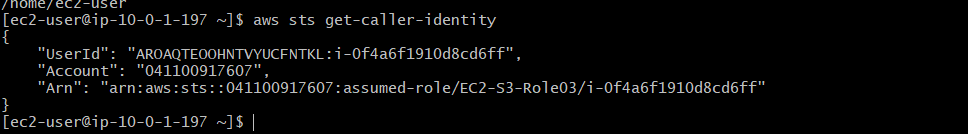 /home/ec2-user
[ec2-user@ip-10-0-1-197 ~]$ aws sts get-caller-identity
{
    "UserId": "AROAQTEOOHNTVYUCFNTKL:i-0f4a6f1910d8cd6ff",
    "Account": "041100917607",
    "Arn": "arn:aws:sts::041100917607:assumed-role/EC2-S3-Role03/i-0f4a6f1910d8cd6ff"
}
[ec2-user@ip-10-0-1-197 ~]$